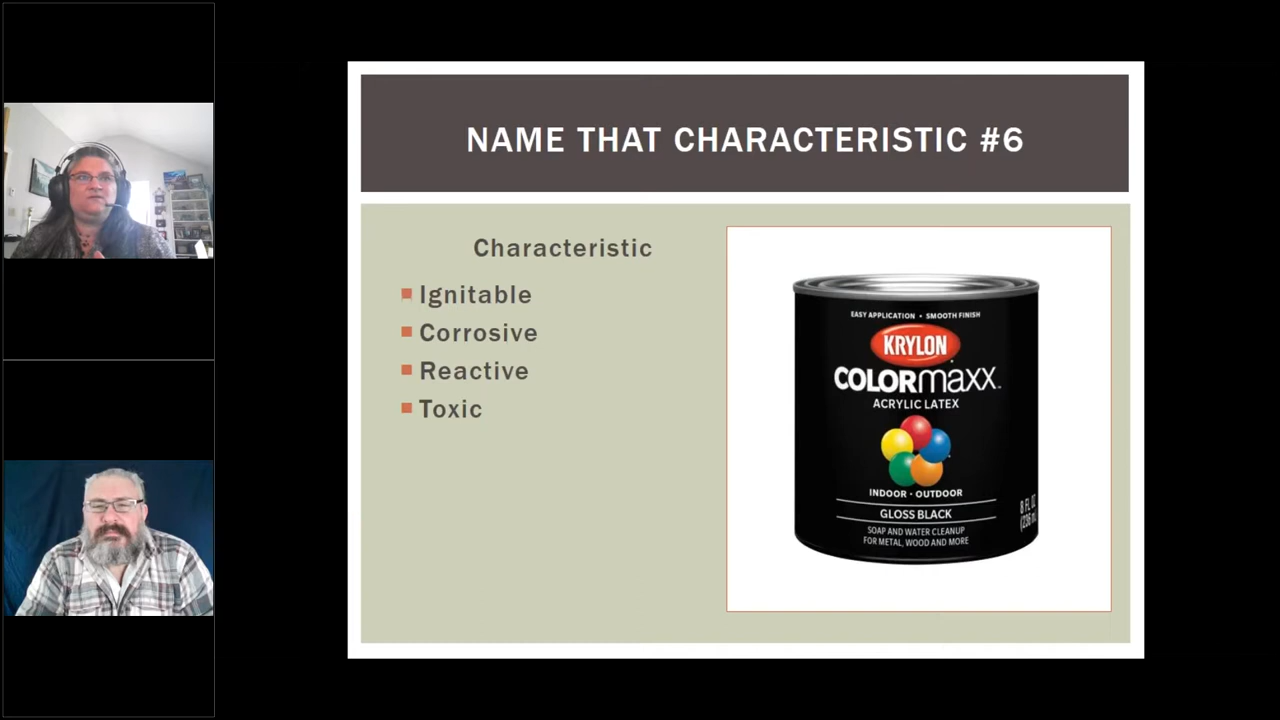 NAME THAT CHARACTERISTIC #6
Characteristic
Ignitable
Corrosive
Reactive
Toxic
EASY APPLICATION • SMOOTH FINISH
KRYLON
COLORmaxx
ACRYLIC LATEX
INDOOR • OUTDOOR
GLOSS BLACK
SOAP AND WATER CLEANUP
FOR METAL, WOOD AND MORE
8 FL OZ